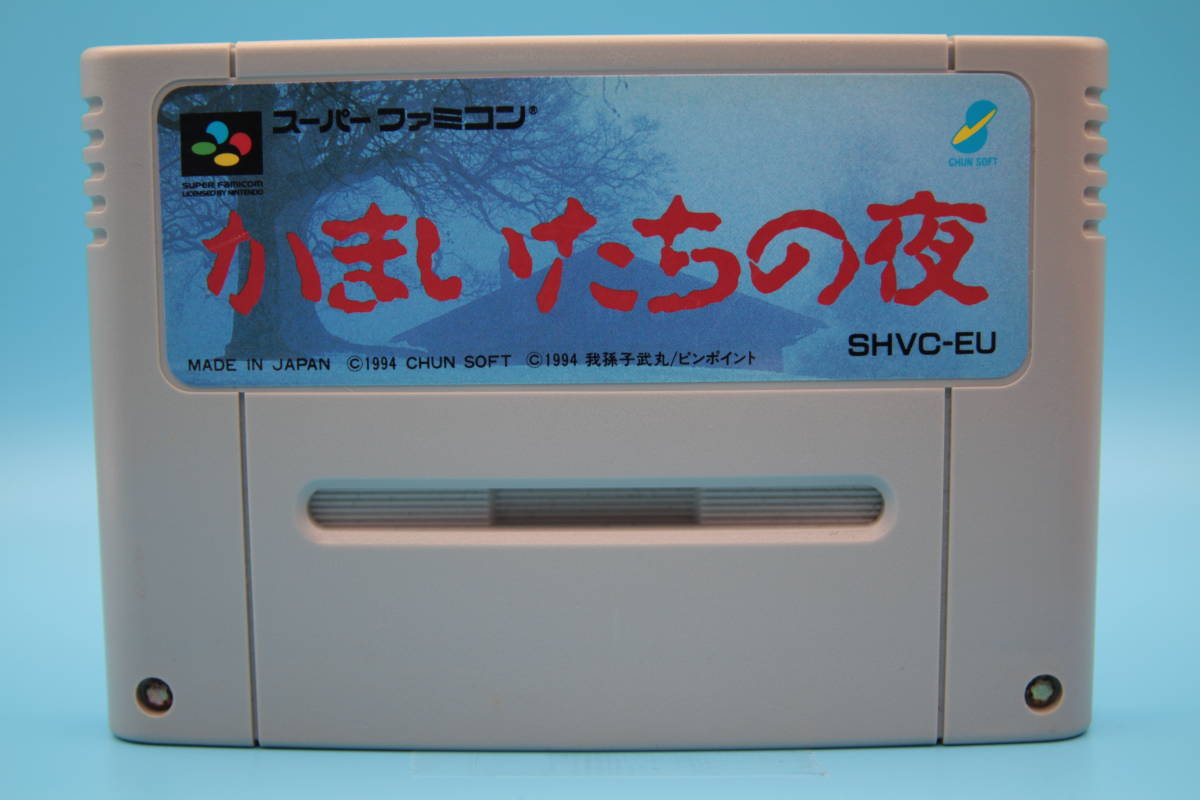 スーパーファミコン®
SUPER FAMICOM
LICENSED BY NINTENDO
CHUN SOFT
かまいたちの夜
SHVC-EU
MADE IN JAPAN ©1994 CHUN SOFT ©1994 我孫子武丸/ピンポイント